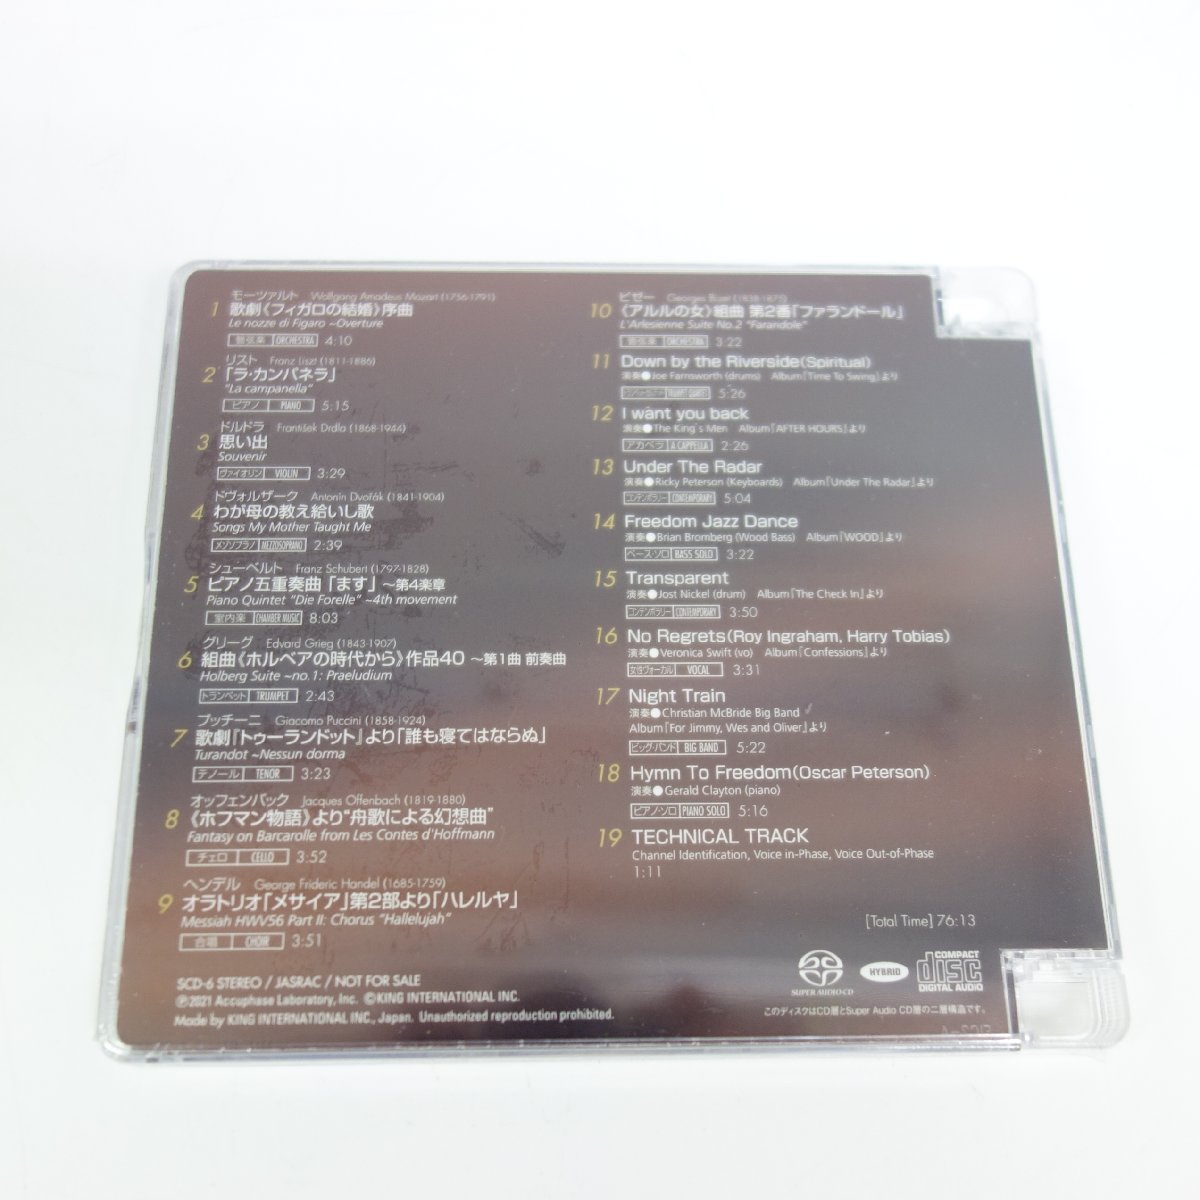 モーツァルト Wolfgang Amadeus Mozart (1756-1791)
1 歌劇《フィガロの結婚》序曲
Le nozze di Figaro ~Overture
管弦楽 ORCHESTRA 4:10
リスト Franz Liszt (1811-1886)
2 「ラ・カンパネラ」
"La campanella"
ピアノ PIANO 5:15
ドルドラ František Drdla (1868-1944)
3 思い出
Souvenir
ヴァイオリン VIOLIN 3:29
ドヴォルザーク Antonín Dvořák (1841-1904)
4 わが母の教え給いし歌
Songs My Mother Taught Me
メゾソプラノ MEZZOSOPRANO 2:39
シューベルト Franz Schubert (1797-1828)
5 ピアノ五重奏曲「ます」~第4楽章
Piano Quintet "Die Forelle" ~4th movement
室内楽 CHAMBER MUSIC 8:03
グリーグ Edvard Grieg (1843-1907)
6 組曲《ホルベアの時代から》作品40 ~第1曲 前奏曲
Holberg Suite ~no.1: Praeludium
トランペット TRUMPET 2:43
プッチーニ Giacomo Puccini (1858-1924)
7 歌劇『トゥーランドット』より「誰も寝てはならぬ」
Turandot ~Nessun dorma
テノール TENOR 3:23
オッフェンバック Jacques Offenbach (1819-1880)
8 《ホフマン物語》より"舟歌による幻想曲"
Fantasy on Barcarolle from Les Contes d'Hoffmann
チェロ CELLO 3:52
ヘンデル George Frideric Handel (1685-1759)
9 オラトリオ「メサイア」第2部より「ハレルヤ」
Messiah HWV56 Part II: Chorus "Hallelujah"
合唱 CHOIR 3:51
SCD-6 STEREO / JASRAC / NOT FOR SALE
℗2021 Accuphase Laboratory, Inc. ©KING INTERNATIONAL INC.
Made by KING INTERNATIONAL INC., Japan. Unauthorized reproduction prohibited.
ビゼー Georges Bizet (1838-1875)
10 《アルルの女》組曲 第2番「ファランドール」
L'Arlesienne Suite No.2 "Farandole"
管弦楽 ORCHESTRA 3:22
11 Down by the Riverside(Spiritual)
演奏●Joe Farnsworth (drums) Album『Time To Swing』より
5:26
12 I want you back
演奏●The King's Men Album『AFTER HOURS』より
アカペラ A CAPPELLA 2:26
13 Under The Radar
演奏●Ricky Peterson (Keyboards) Album『Under The Radar』より
コンテンポラリー CONTEMPORARY 5:04
14 Freedom Jazz Dance
演奏●Brian Bromberg (Wood Bass) Album『WOOD』より
ベース・ソロ BASS SOLO 3:22
15 Transparent
演奏●Jost Nickel (drum) Album『The Check In』より
コンテンポラリー CONTEMPORARY 3:50
16 No Regrets(Roy Ingraham, Harry Tobias)
演奏●Veronica Swift (vo) Album『Confessions』より
女性ヴォーカル VOCAL 3:31
17 Night Train
演奏●Christian McBride Big Band
Album『For Jimmy, Wes and Oliver』より
ビッグ・バンド BIG BAND 5:22
18 Hymn To Freedom(Oscar Peterson)
演奏●Gerald Clayton (piano)
ピアノ・ソロ PIANO SOLO 5:16
19 TECHNICAL TRACK
Channel Identification, Voice in-Phase, Voice Out-of-Phase
1:11
[Total Time] 76:13
SUPER AUDIO CD
HYBRID
COMPACT disc DIGITAL AUDIO
このディスクはCD層とSuper Audio CD層の二層構造です。